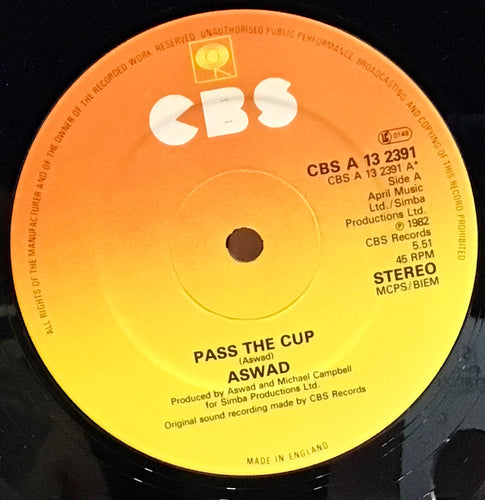 ALL RIGHTS OF THE MANUFACTURER AND OF THE OWNER OF THE RECORDED WORK RESERVED. UNAUTHORISED PUBLIC PERFORMANCE, BROADCASTING AND COPYING OF THIS RECORD PROHIBITED
CBS
LC 0149
CBS A 13 2391
CBS A 13 2391 A*
Side A
April Music
Ltd./Simba
Productions Ltd.
℗ 1982
CBS Records
5.51
45 RPM
STEREO
MCPS/BIEM
PASS THE CUP
(Aswad)
ASWAD
Produced by Aswad and Michael Campbell
for Simba Productions Ltd.
Original sound recording made by CBS Records
MADE IN ENGLAND